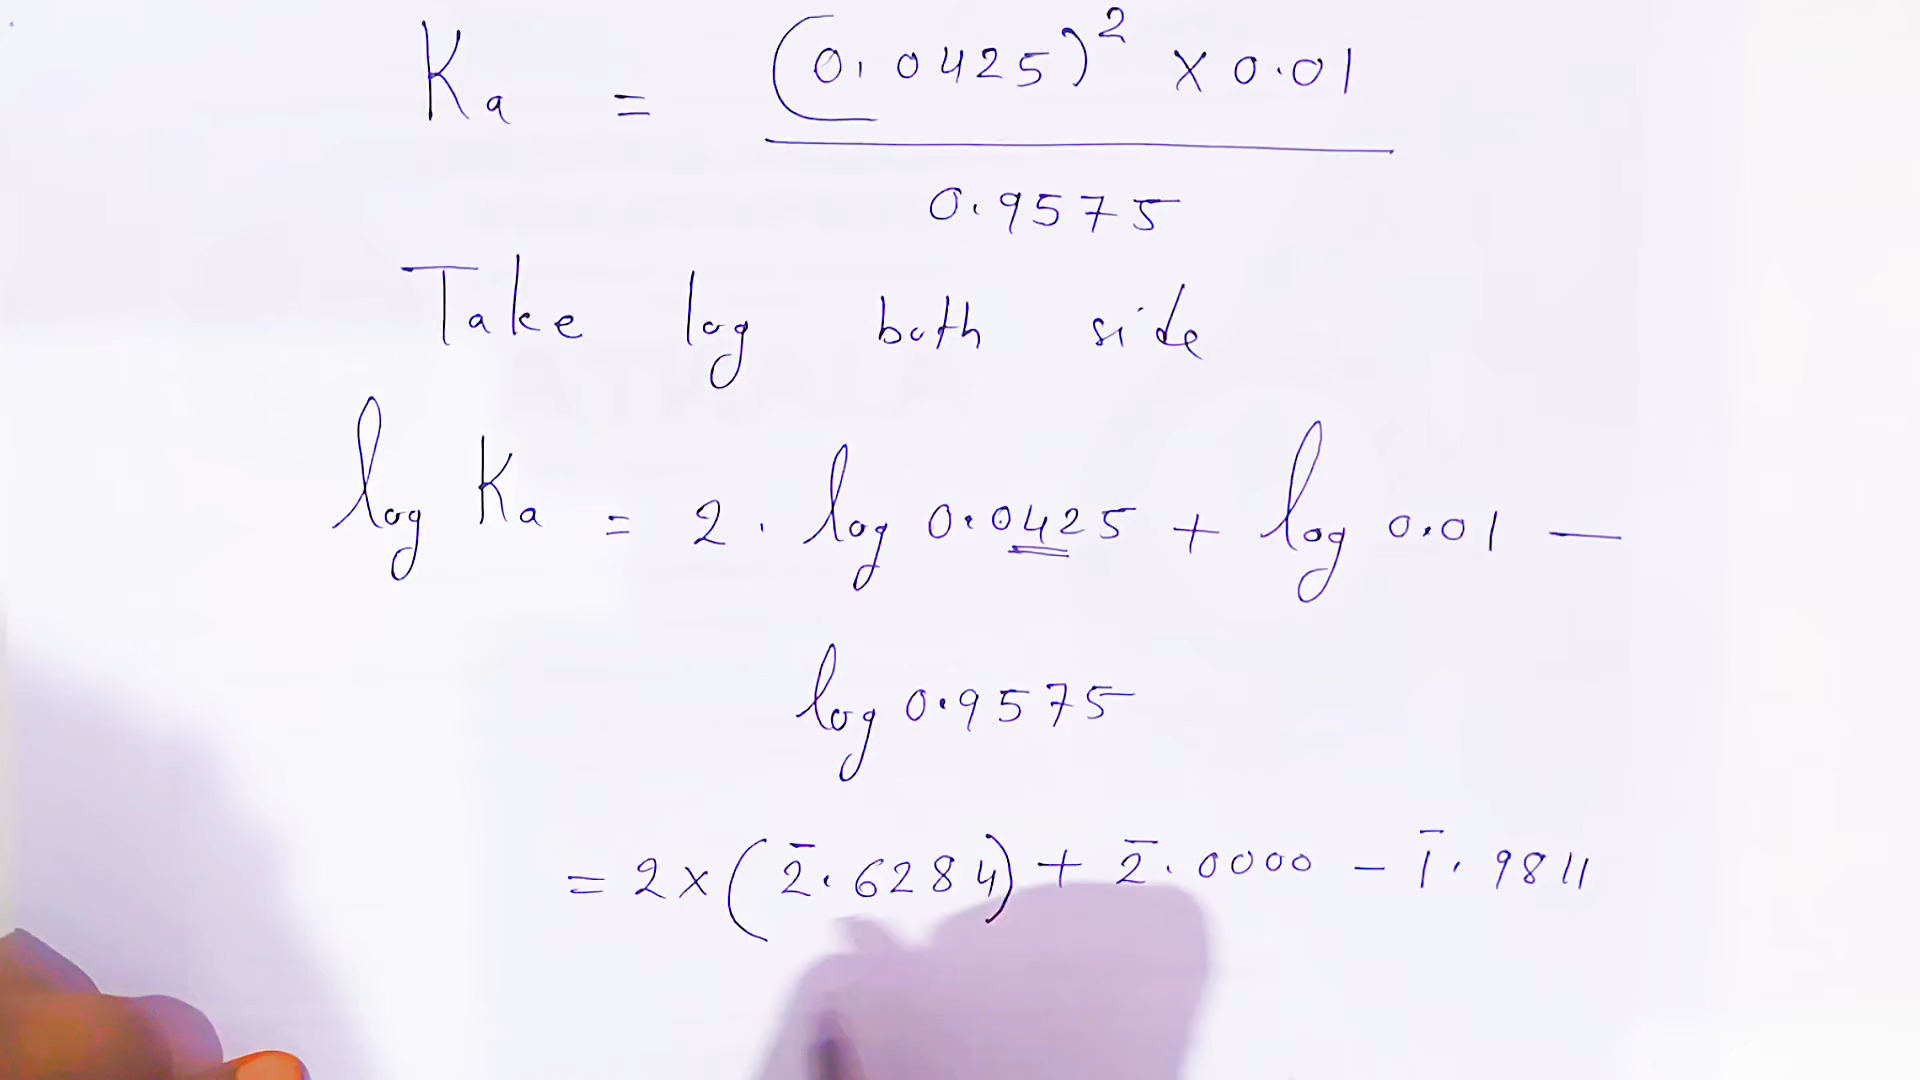 Ka = (0.0425)² × 0.01
0.9575
Take log both side
log Ka = 2 . log 0.0425 + log 0.01 —
log 0.9575
= 2 × (2̄.6284) + 2̄.0000 - 1̄.9811